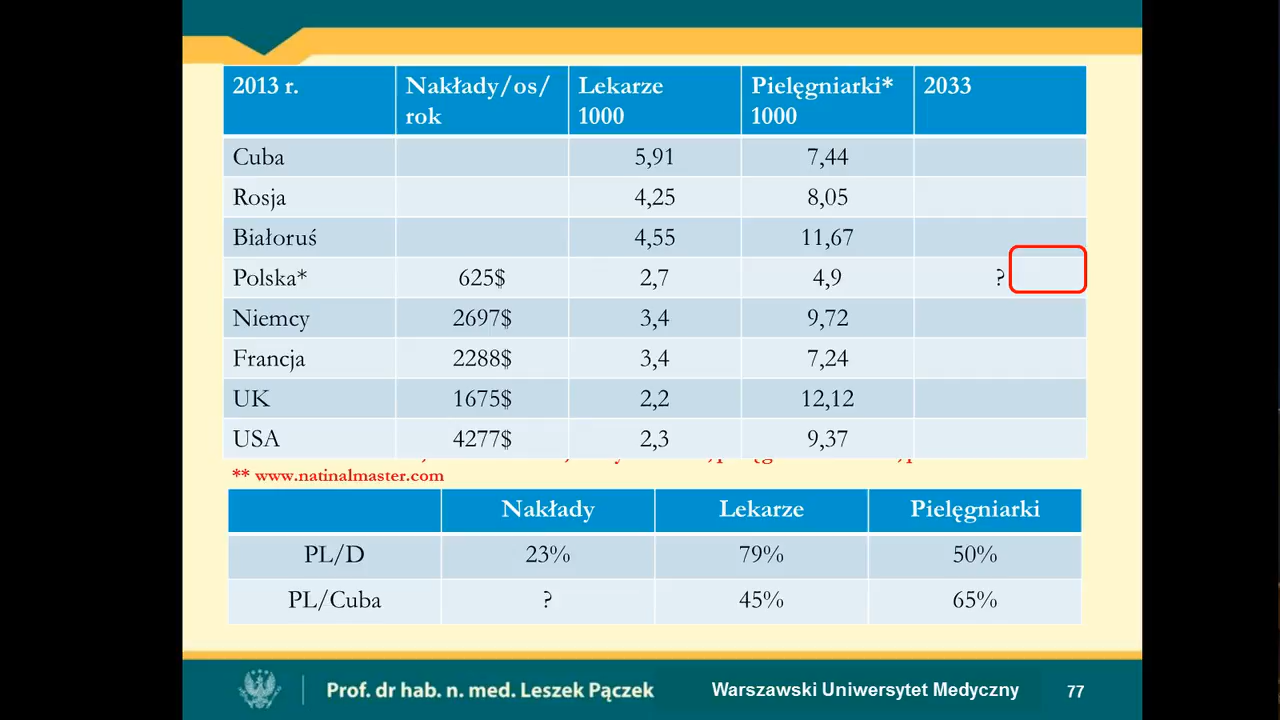 2013 r. Nakłady/os/ rok Lekarze 1000 Pielęgniarki* 1000 2033
Cuba 5,91 7,44
Rosja 4,25 8,05
Białoruś 4,55 11,67
Polska* 625$ 2,7 4,9 ?
Niemcy 2697$ 3,4 9,72
Francja 2288$ 3,4 7,24
UK 1675$ 2,2 12,12
USA 4277$ 2,3 9,37
** www.natinalmaster.com
Nakłady Lekarze Pielęgniarki
PL/D 23% 79% 50%
PL/Cuba ? 45% 65%
Prof. dr hab. n. med. Leszek Pączek Warszawski Uniwersytet Medyczny 77